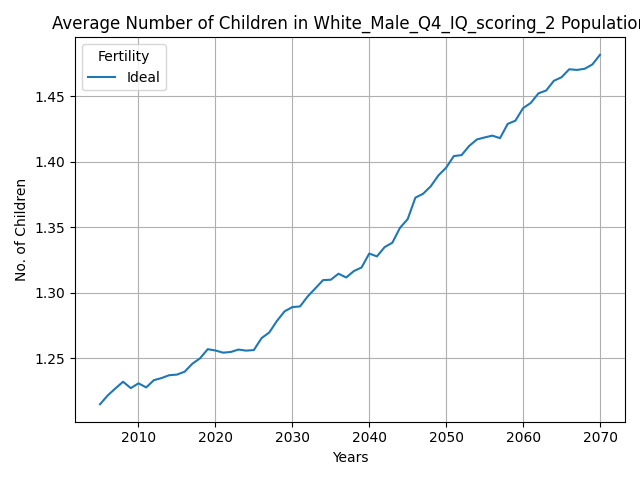 Average Number of Children in White_Male_Q4_IQ_scoring_2 Population
Fertility
Ideal
No. of Children
1.45
1.40
1.35
1.30
1.25
2010 2020 2030 2040 2050 2060 2070
Years